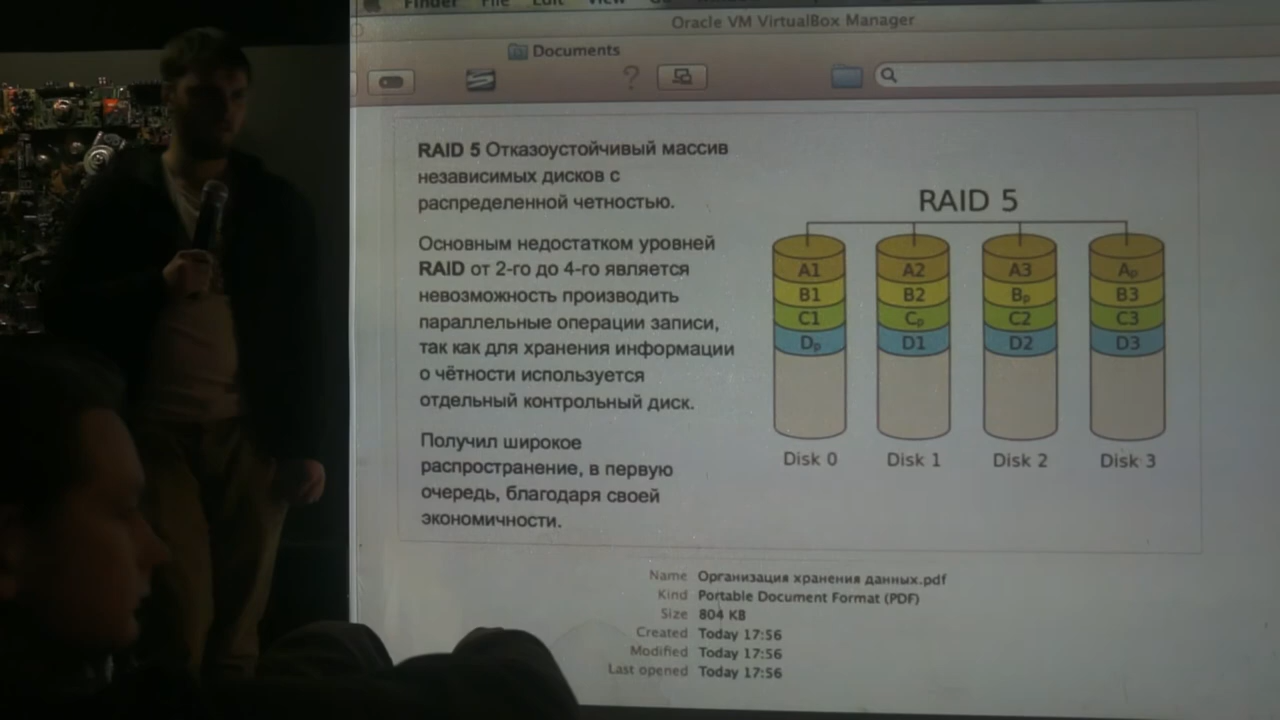 Finder File Edit View
Oracle VM VirtualBox Manager
Documents
?
RAID 5 Отказоустойчивый массив
независимых дисков с
распределенной четностью.
Основным недостатком уровней
RAID от 2-го до 4-го является
невозможность производить
параллельные операции записи,
так как для хранения информации
о чётности используется
отдельный контрольный диск.
Получил широкое
распространение, в первую
очередь, благодаря своей
экономичности.
RAID 5
A1 A2 A3 Ap
B1 B2 Bp B3
C1 Cp C2 C3
Dp D1 D2 D3
Disk 0 Disk 1 Disk 2 Disk 3
Name Организация хранения данных.pdf
Kind Portable Document Format (PDF)
Size 804 KB
Created Today 17:56
Modified Today 17:56
Last opened Today 17:56